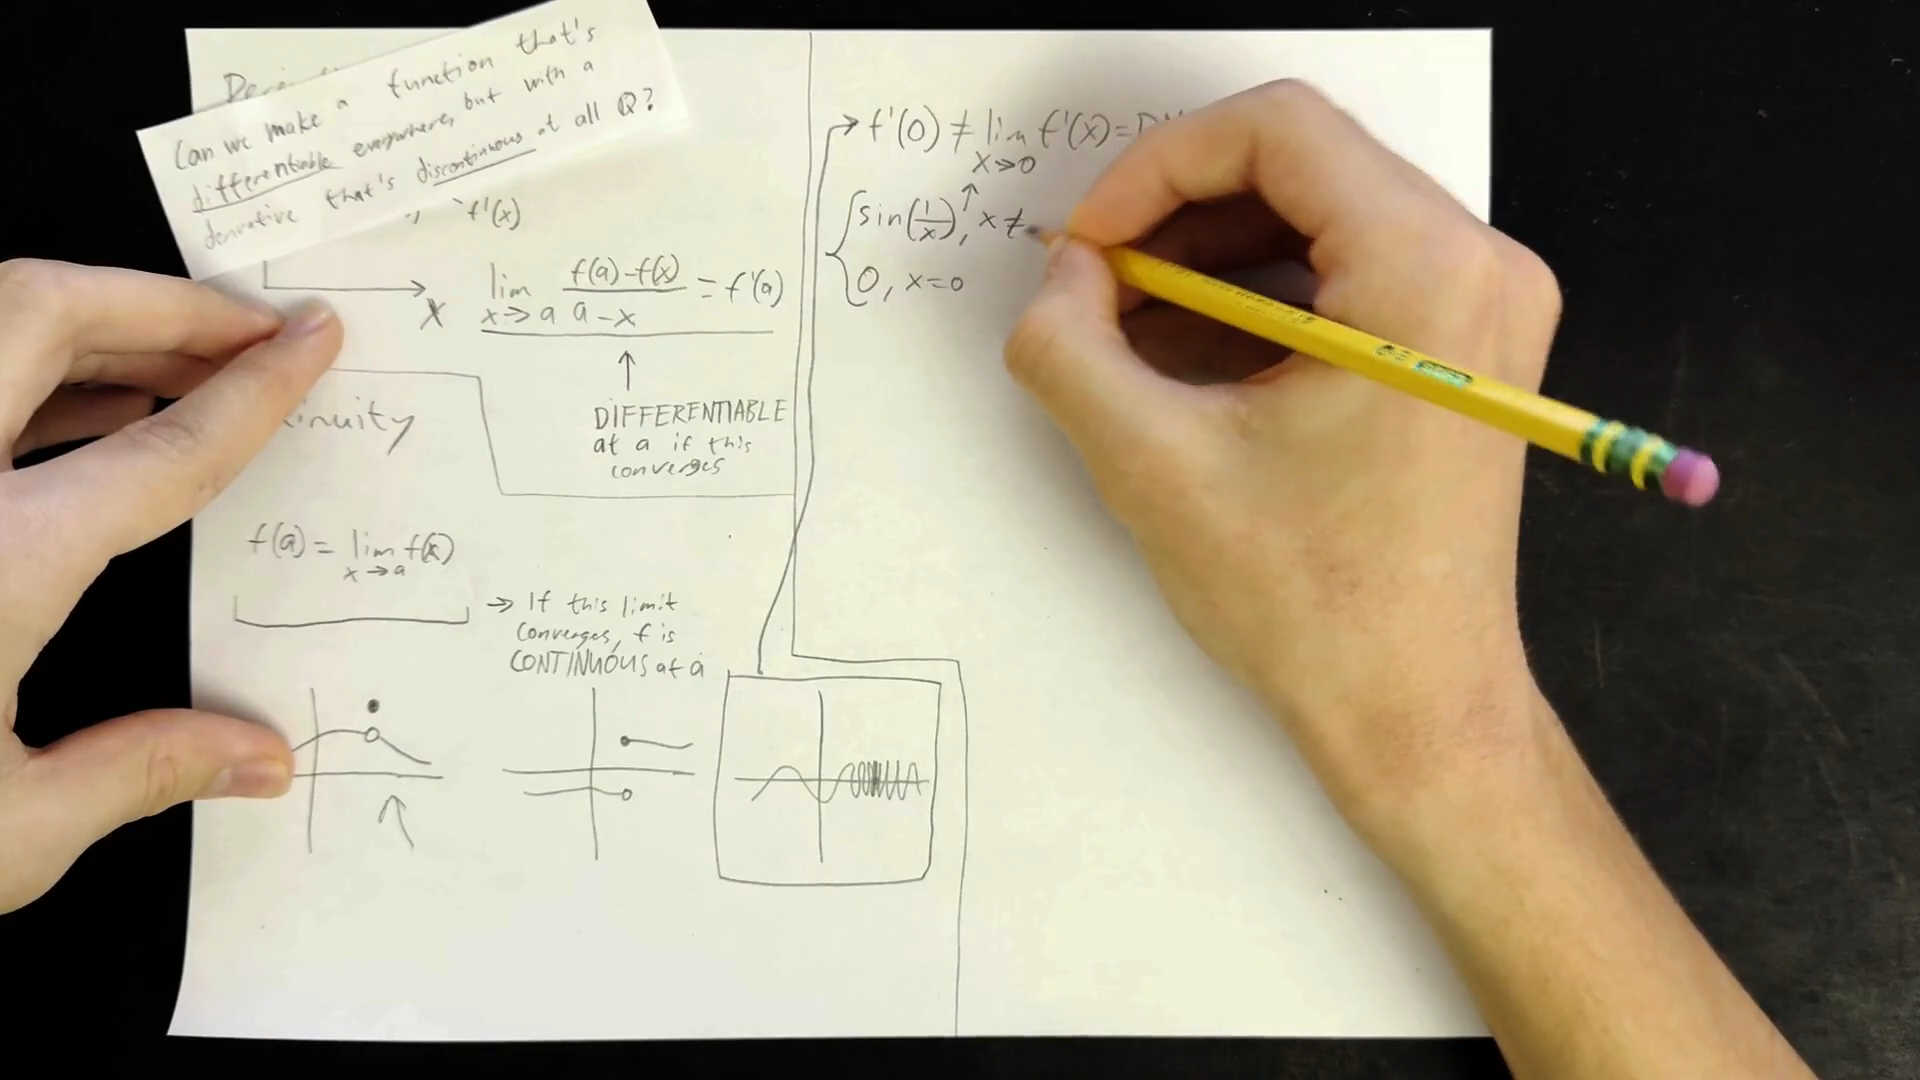 Can we make a function that's
differentiable everywhere, but with a
derivative that's discontinuous at all Q?
f'(x)
x
lim x→a (f(a)-f(x))/(a-x) = f'(a)
↑
DIFFERENTIABLE
at a if this
converges
inuity
f(a) = lim x→a f(x)
→ If this limit
converges, f is
CONTINUOUS at a
→ f'(0) ≠ lim x→0 f'(x) =
sin(1/x), x ≠
0, x=0